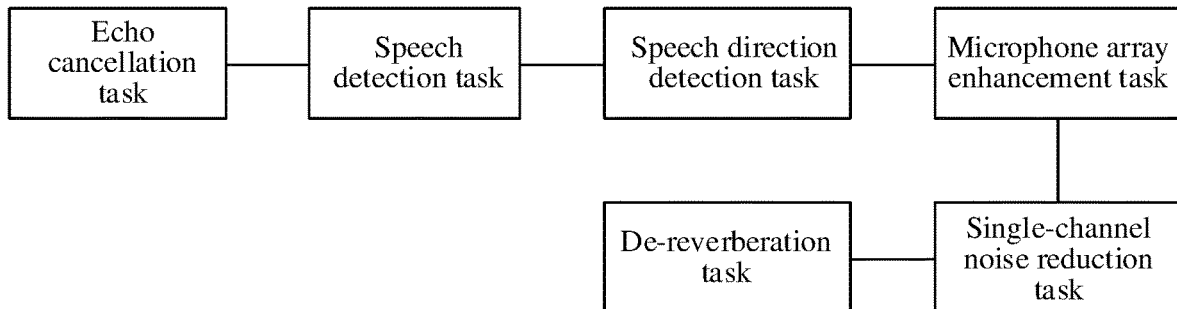 Echo
cancellation
task
Speech
detection task
Speech direction
detection task
Microphone array
enhancement task
De-reverberation
task
Single-channel
noise reduction
task